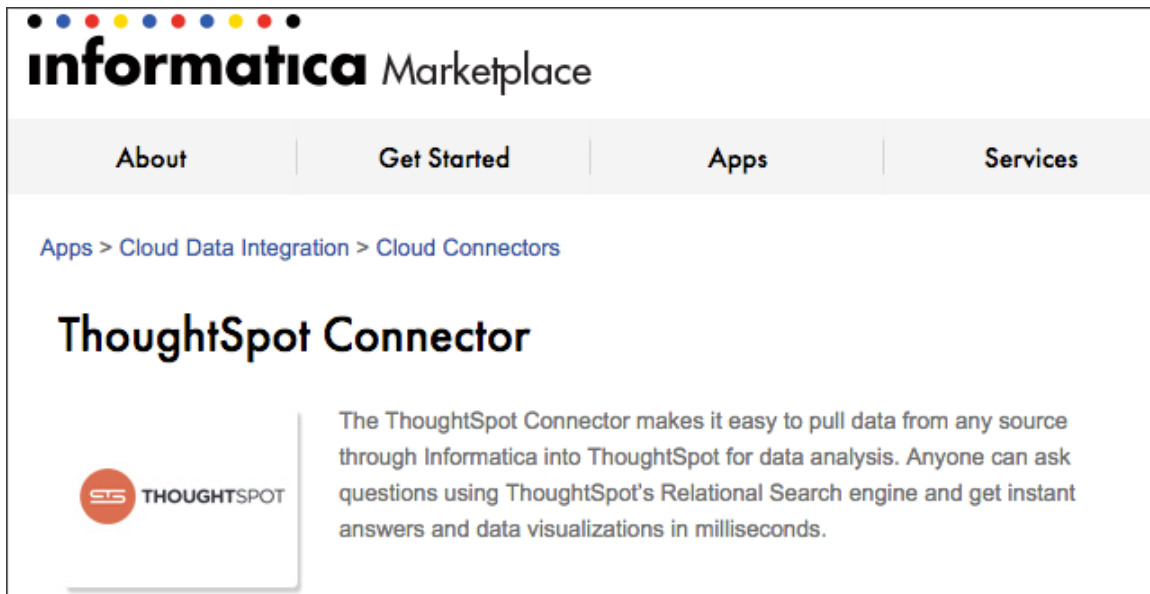 informatica Marketplace
About Get Started Apps Services
Apps > Cloud Data Integration > Cloud Connectors
ThoughtSpot Connector
The ThoughtSpot Connector makes it easy to pull data from any source
through Informatica into ThoughtSpot for data analysis. Anyone can ask
questions using ThoughtSpot's Relational Search engine and get instant
answers and data visualizations in milliseconds.
THOUGHTSPOT